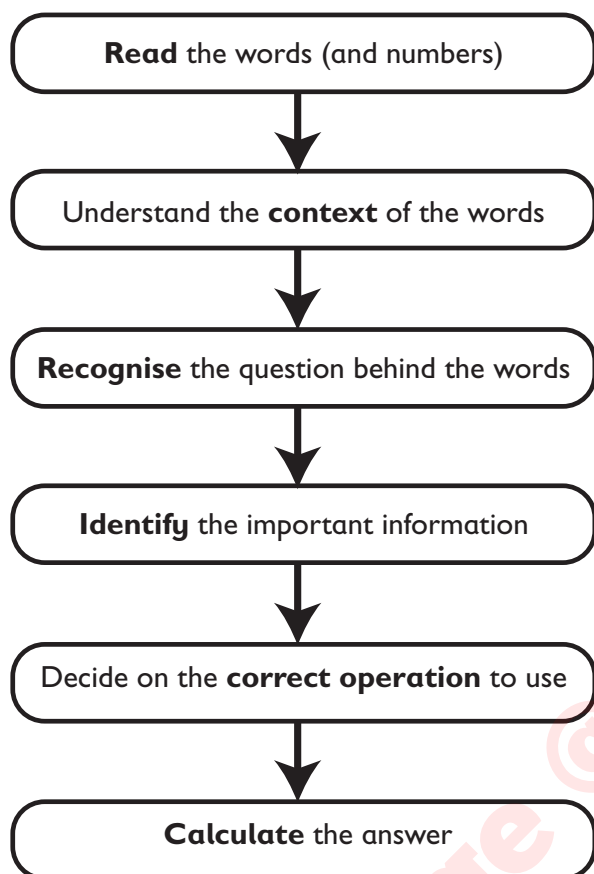 Read the words (and numbers)
Understand the context of the words
Recognise the question behind the words
Identify the important information
Decide on the correct operation to use
Calculate the answer